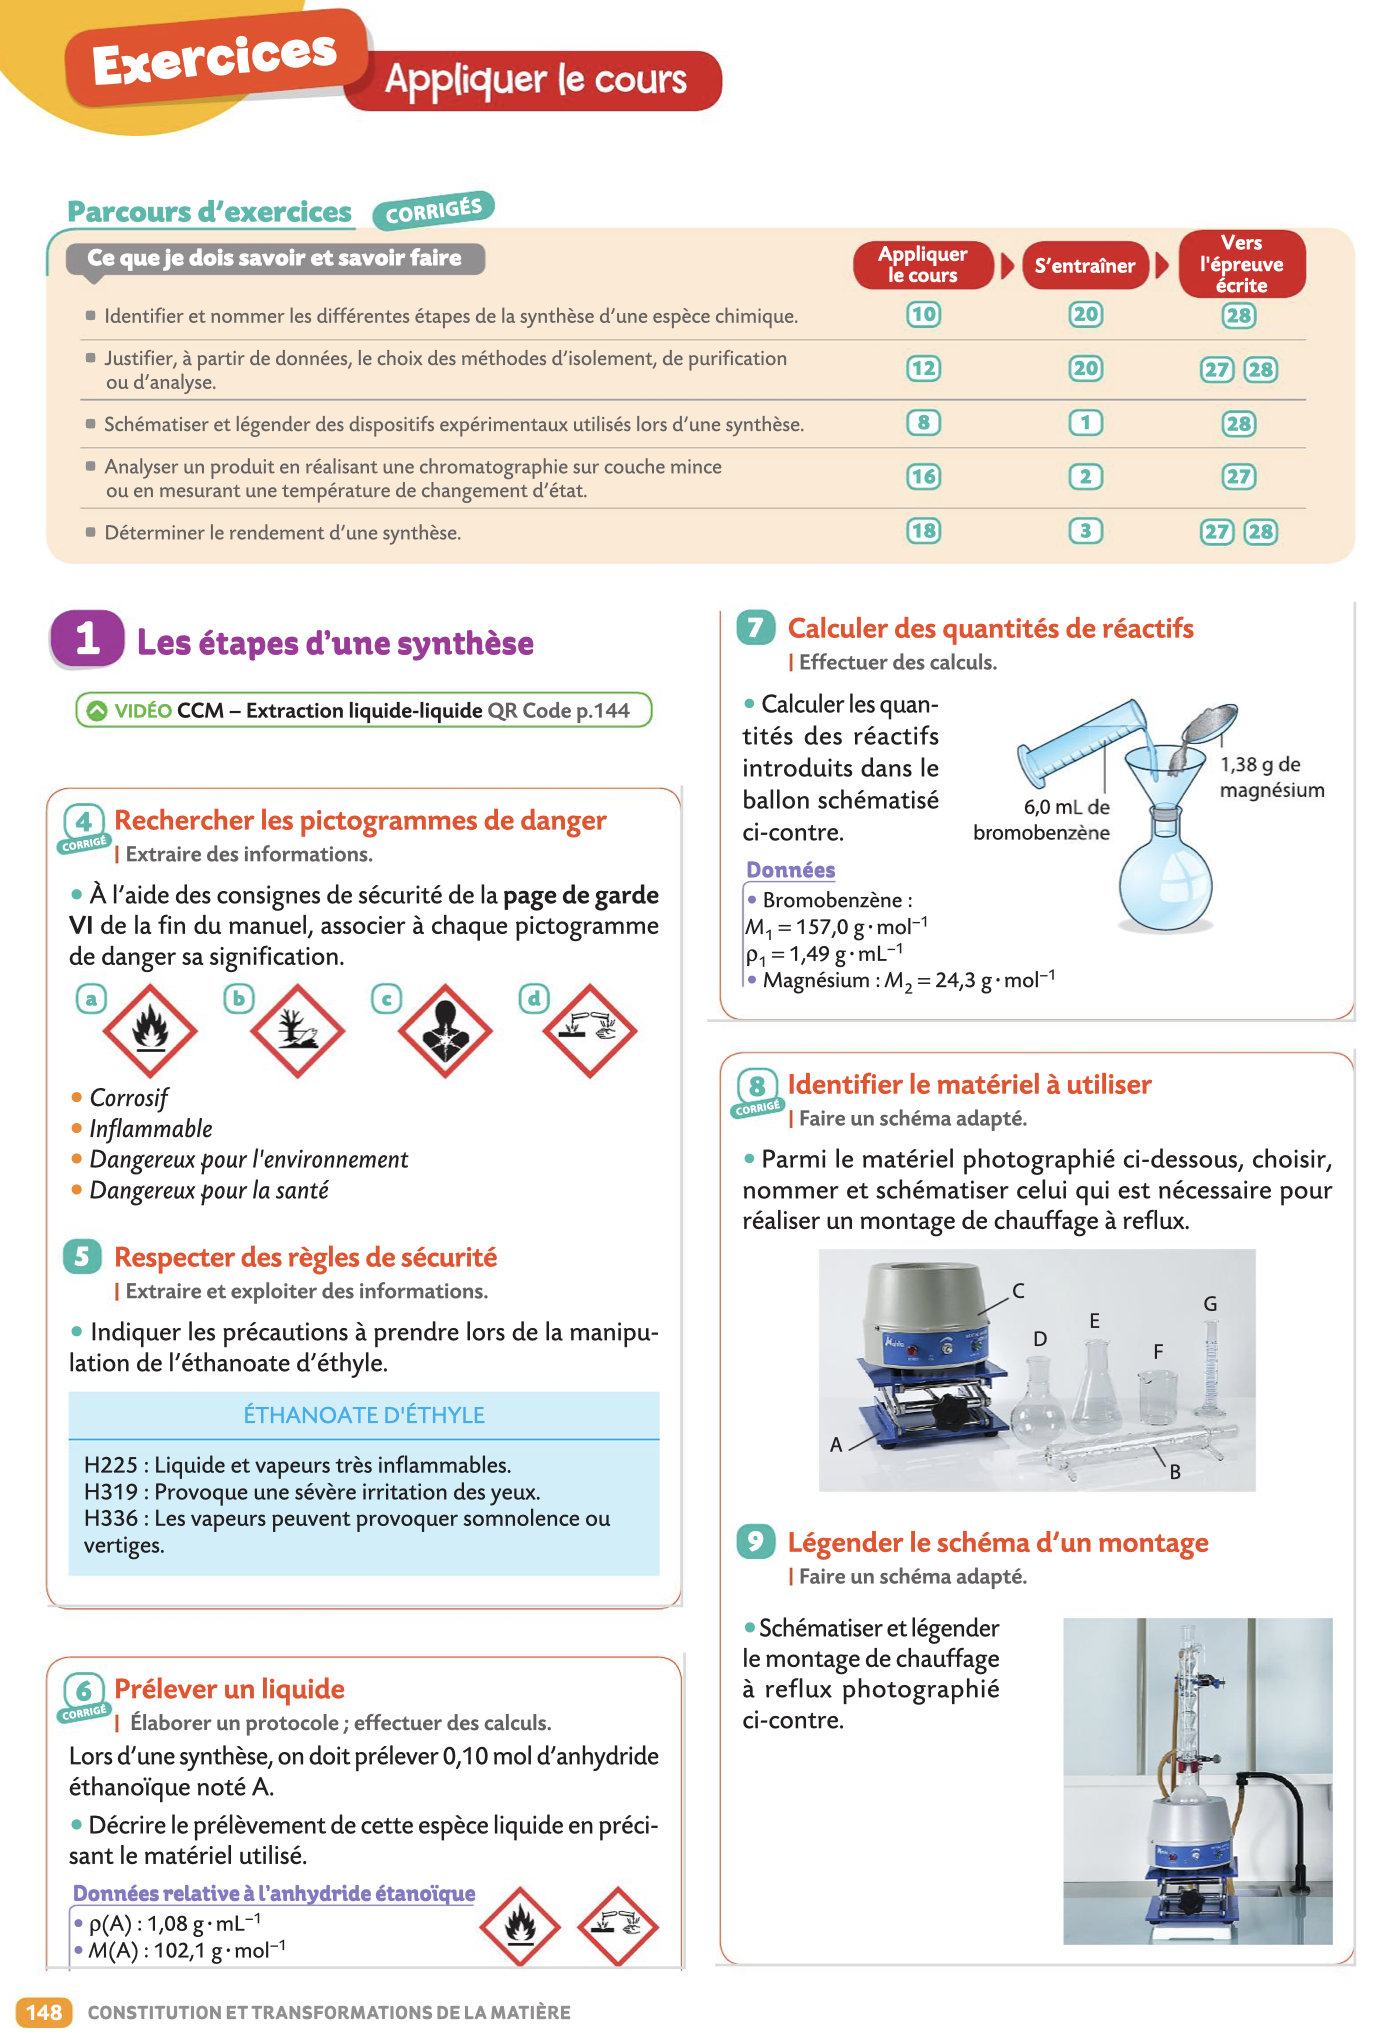 Exercices
Appliquer le cours
Parcours d'exercices CORRIGÉS
Ce que je dois savoir et savoir faire
Appliquer
le cours
S'entraîner
Vers
l'épreuve
écrite
Identifier et nommer les différentes étapes de la synthèse d'une espèce chimique. 10 20 28
Justifier, à partir de données, le choix des méthodes d'isolement, de purification
ou d'analyse. 12 20 27 28
Schématiser et légender des dispositifs expérimentaux utilisés lors d'une synthèse. 8 1 28
Analyser un produit en réalisant une chromatographie sur couche mince
ou en mesurant une température de changement d'état. 16 2 27
Déterminer le rendement d'une synthèse. 18 3 27 28
1 Les étapes d'une synthèse
VIDÉO CCM – Extraction liquide-liquide QR Code p.144
4 Rechercher les pictogrammes de danger
CORRIGÉ
| Extraire des informations.
• À l'aide des consignes de sécurité de la page de garde
VI de la fin du manuel, associer à chaque pictogramme
de danger sa signification.
a b c d
• Corrosif
• Inflammable
• Dangereux pour l'environnement
• Dangereux pour la santé
5 Respecter des règles de sécurité
| Extraire et exploiter des informations.
• Indiquer les précautions à prendre lors de la manipu-
lation de l'éthanoate d'éthyle.
ÉTHANOATE D'ÉTHYLE
H225 : Liquide et vapeurs très inflammables.
H319 : Provoque une sévère irritation des yeux.
H336 : Les vapeurs peuvent provoquer somnolence ou
vertiges.
6 Prélever un liquide
CORRIGÉ
| Élaborer un protocole ; effectuer des calculs.
Lors d'une synthèse, on doit prélever 0,10 mol d'anhydride
éthanoïque noté A.
• Décrire le prélèvement de cette espèce liquide en préci-
sant le matériel utilisé.
Données relative à l'anhydride étanoïque
• ρ(A) : 1,08 g·mL⁻¹
• M(A) : 102,1 g·mol⁻¹
7 Calculer des quantités de réactifs
| Effectuer des calculs.
• Calculer les quan-
tités des réactifs
introduits dans le
ballon schématisé
ci-contre.
1,38 g de
magnésium
6,0 mL de
bromobenzène
Données
• Bromobenzène :
M₁ = 157,0 g·mol⁻¹
ρ₁ = 1,49 g·mL⁻¹
• Magnésium : M₂ = 24,3 g·mol⁻¹
8 Identifier le matériel à utiliser
CORRIGÉ
| Faire un schéma adapté.
• Parmi le matériel photographié ci-dessous, choisir,
nommer et schématiser celui qui est nécessaire pour
réaliser un montage de chauffage à reflux.
C
G
E
D
F
A
B
9 Légender le schéma d'un montage
| Faire un schéma adapté.
• Schématiser et légender
le montage de chauffage
à reflux photographié
ci-contre.
148 CONSTITUTION ET TRANSFORMATIONS DE LA MATIÈRE